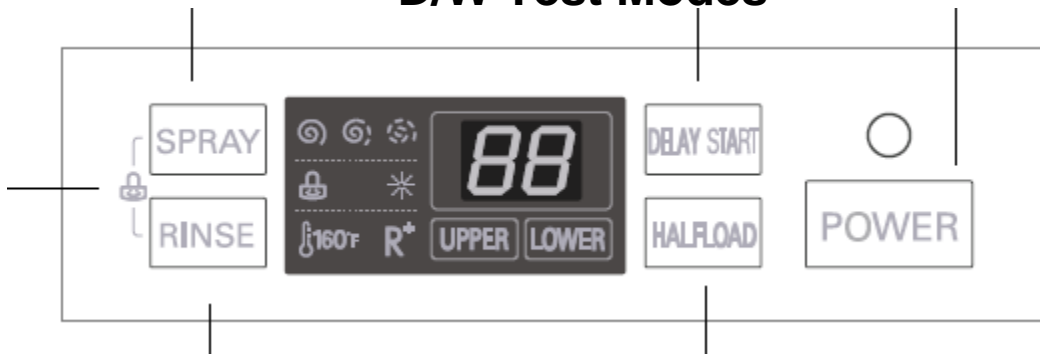 D/W Test Modes
SPRAY
88
DELAY START
RINSE
160°F R+ UPPER LOWER
HALFLOAD
POWER